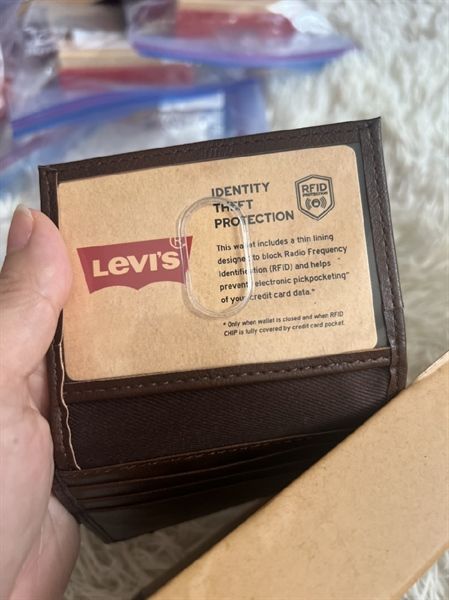 IDENTITY
THEFT
PROTECTION
RFID
PROTECTION
LEVI'S®
This wallet includes a thin lining
designed to block Radio Frequency
Identification (RFID) and helps
prevent electronic pickpocketing"
of your credit card data.*
* Only when wallet is closed and when RFID
CHIP is fully covered by credit card pocket.